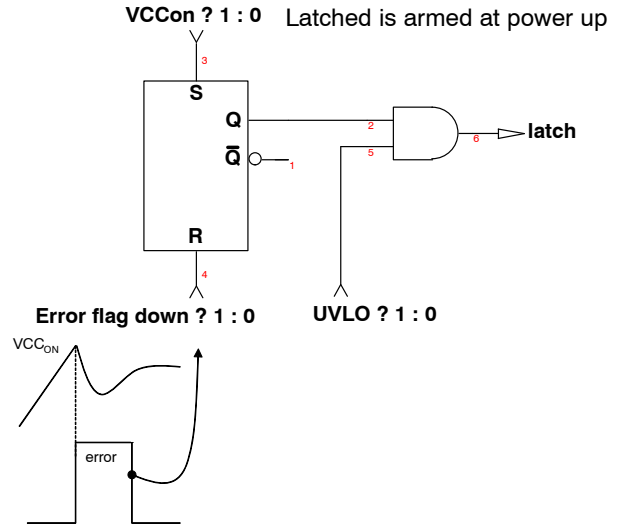 VCCon ? 1 : 0
Latched is armed at power up
3
S
Q
2
latch
6
5
Q̅
1
R
4
Error flag down ? 1 : 0
UVLO ? 1 : 0
VCCON
error